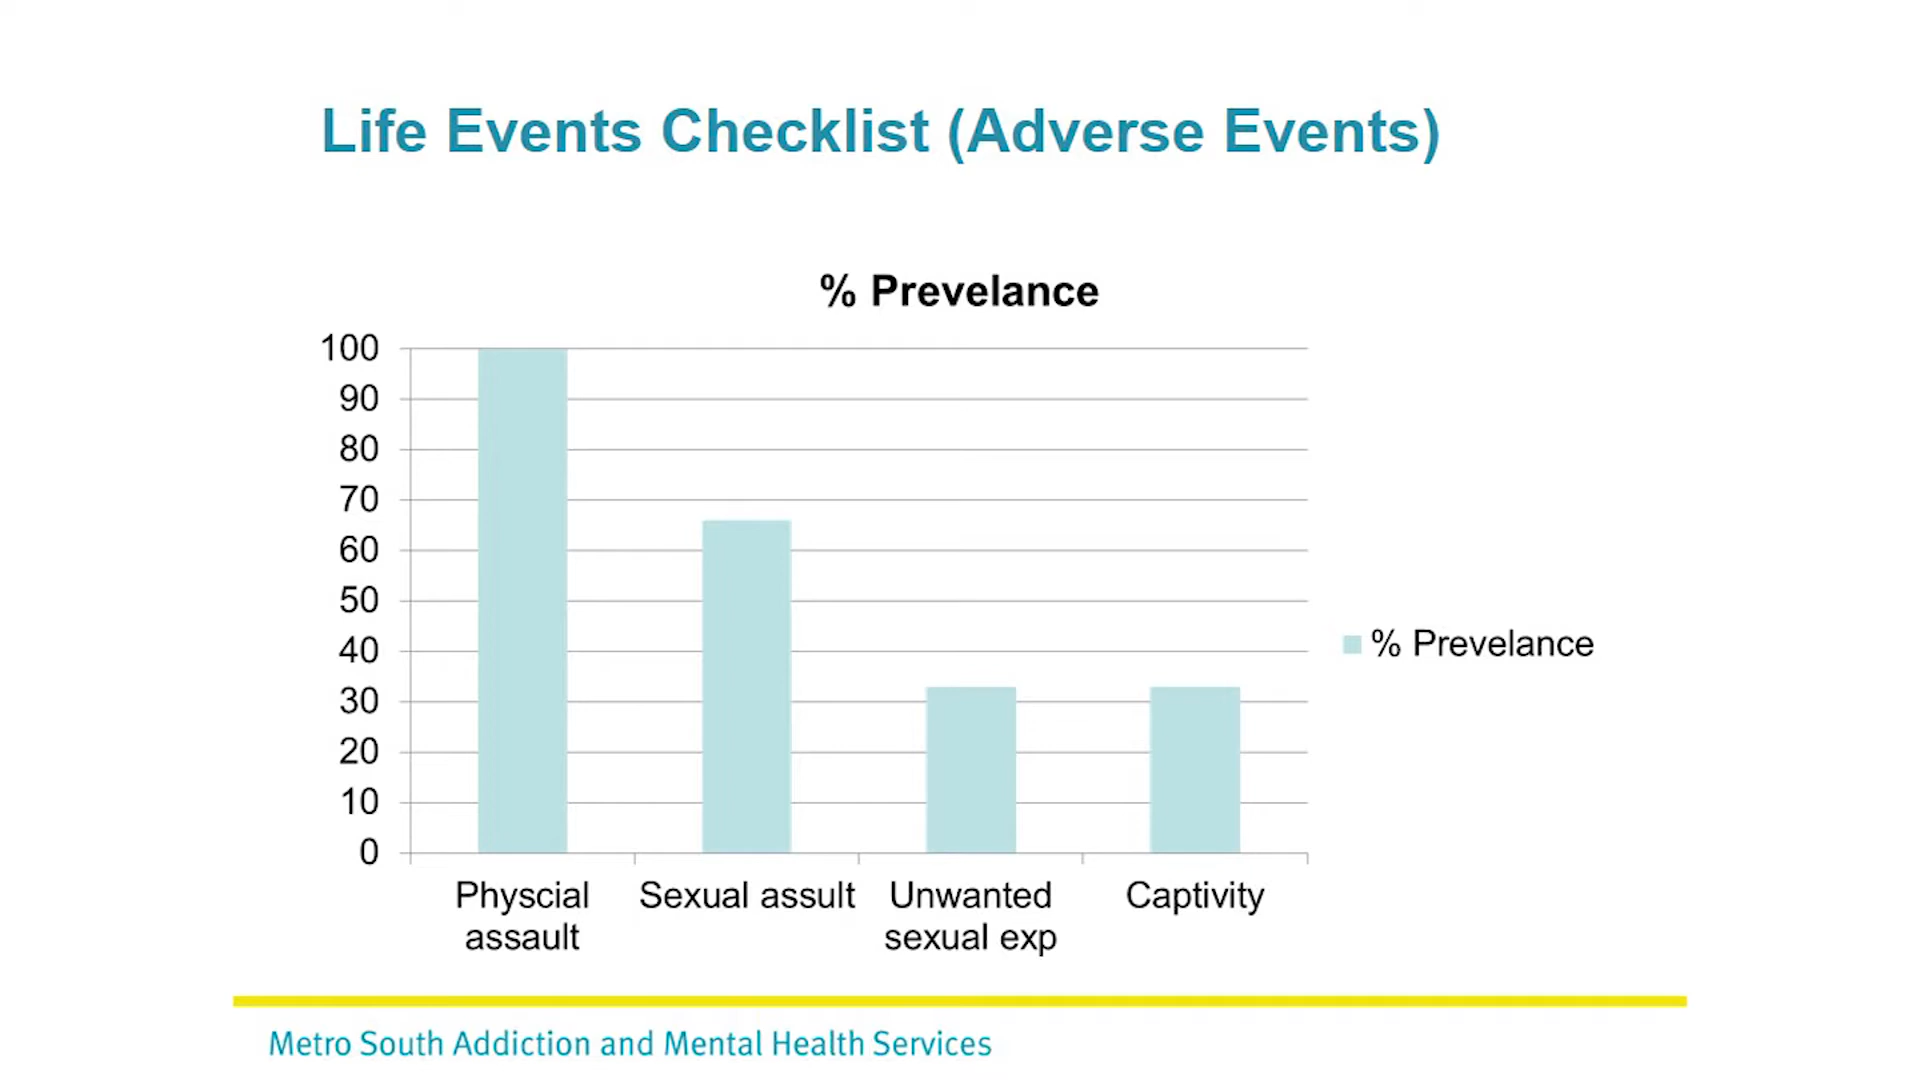 Life Events Checklist (Adverse Events)
% Prevelance
100
90
80
70
60
50
40
30
20
10
0
Physcial
assault
Sexual assult
Unwanted
sexual exp
Captivity
% Prevelance
Metro South Addiction and Mental Health Services